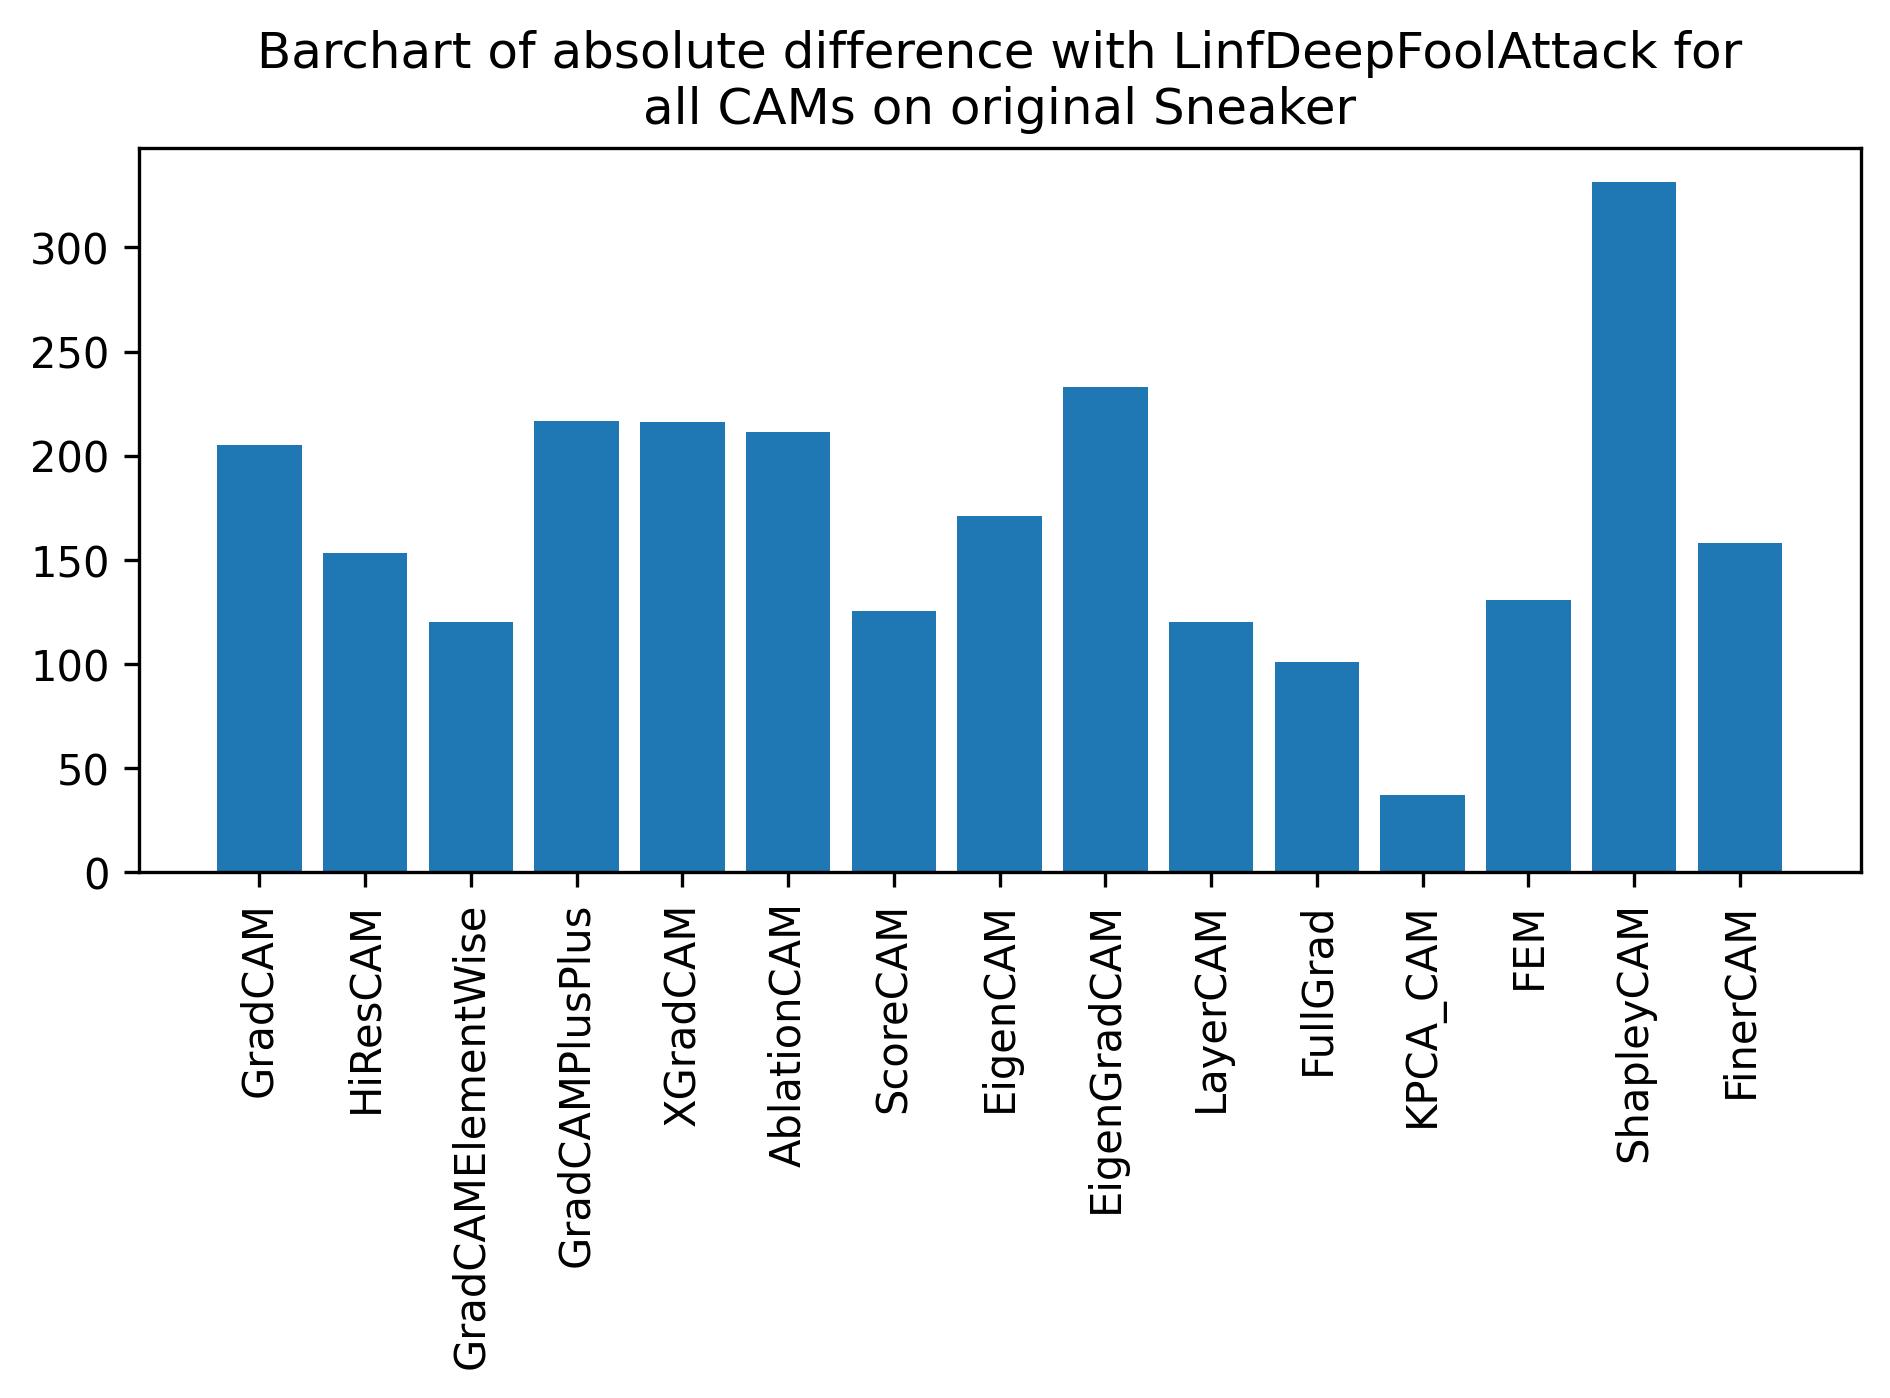 Barchart of absolute difference with LinfDeepFoolAttack for
all CAMs on original Sneaker
300
250
200
150
100
50
0
GradCAM
HiResCAM
GradCAMElementWise
GradCAMPlusPlus
XGradCAM
AblationCAM
ScoreCAM
EigenCAM
EigenGradCAM
LayerCAM
FullGrad
KPCA_CAM
FEM
ShapleyCAM
FinerCAM